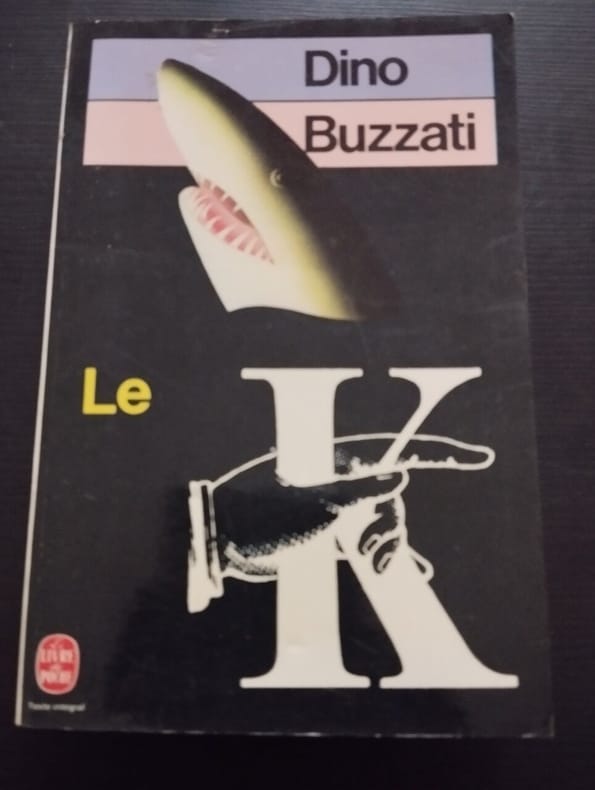 Dino
Buzzati
Le
K
LE
LIVRE
DE
POCHE
Texte intégral